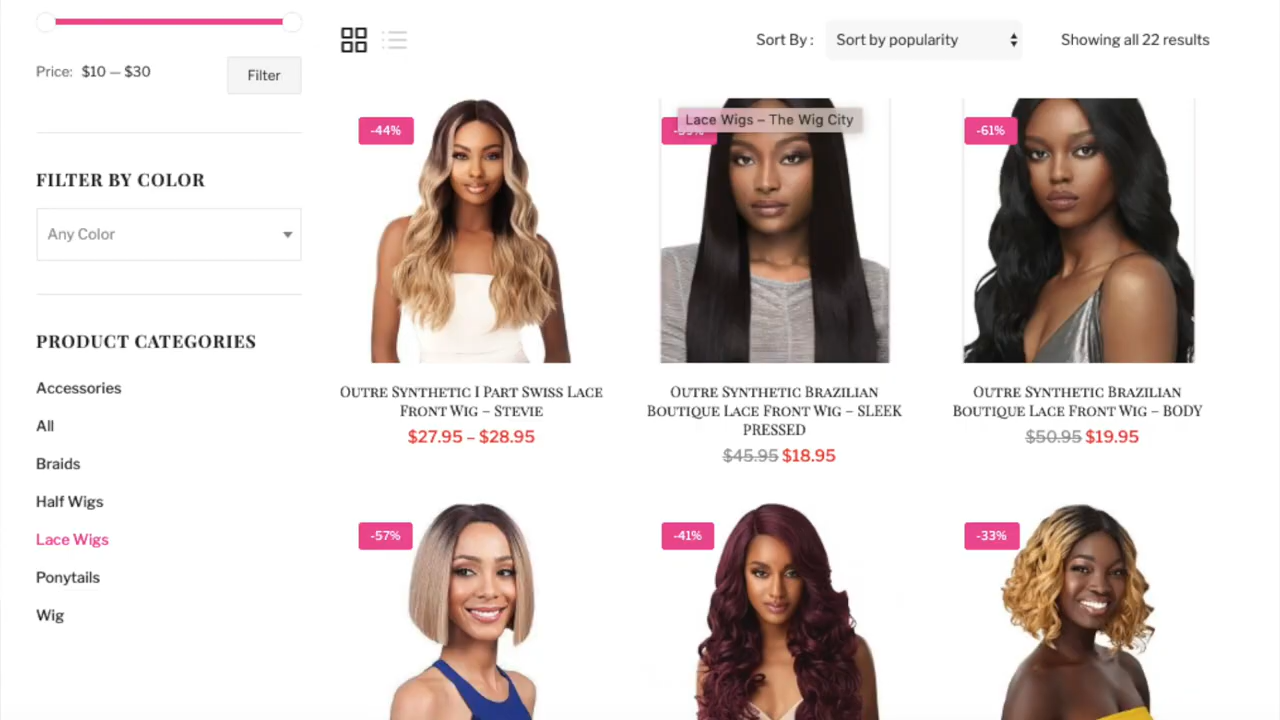 Sort By :
Sort by popularity
Showing all 22 results
Price: $10 — $30
Filter
FILTER BY COLOR
Any Color
PRODUCT CATEGORIES
Accessories
All
Braids
Half Wigs
Lace Wigs
Ponytails
Wig
-44%
Lace Wigs – The Wig City
-61%
Outre Synthetic I Part Swiss Lace
Front Wig – Stevie
$27.95 – $28.95
Outre Synthetic Brazilian
Boutique Lace Front Wig – SLEEK
PRESSED
$45.95 $18.95
Outre Synthetic Brazilian
Boutique Lace Front Wig – BODY
$50.95 $19.95
-57%
-41%
-33%